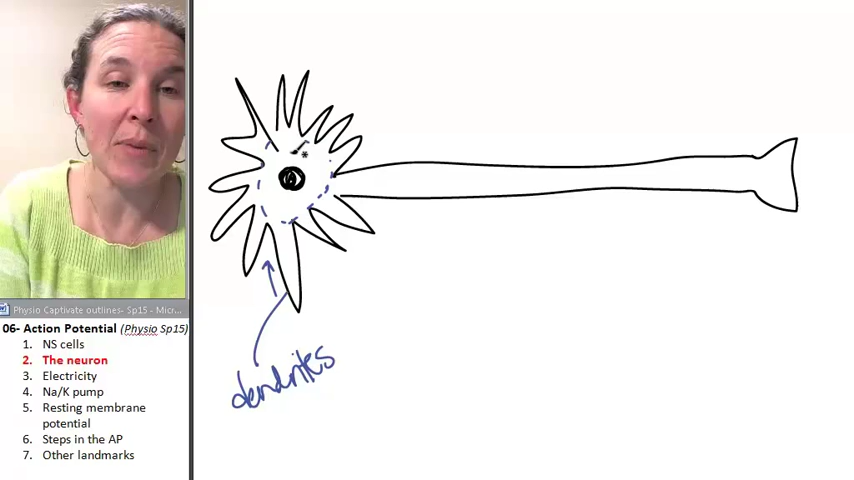 Physio Captivate outlines- Sp15 - Micr...
06- Action Potential (Physio Sp15)
1. NS cells
2. The neuron
3. Electricity
4. Na/K pump
5. Resting membrane
potential
6. Steps in the AP
7. Other landmarks
dendrites